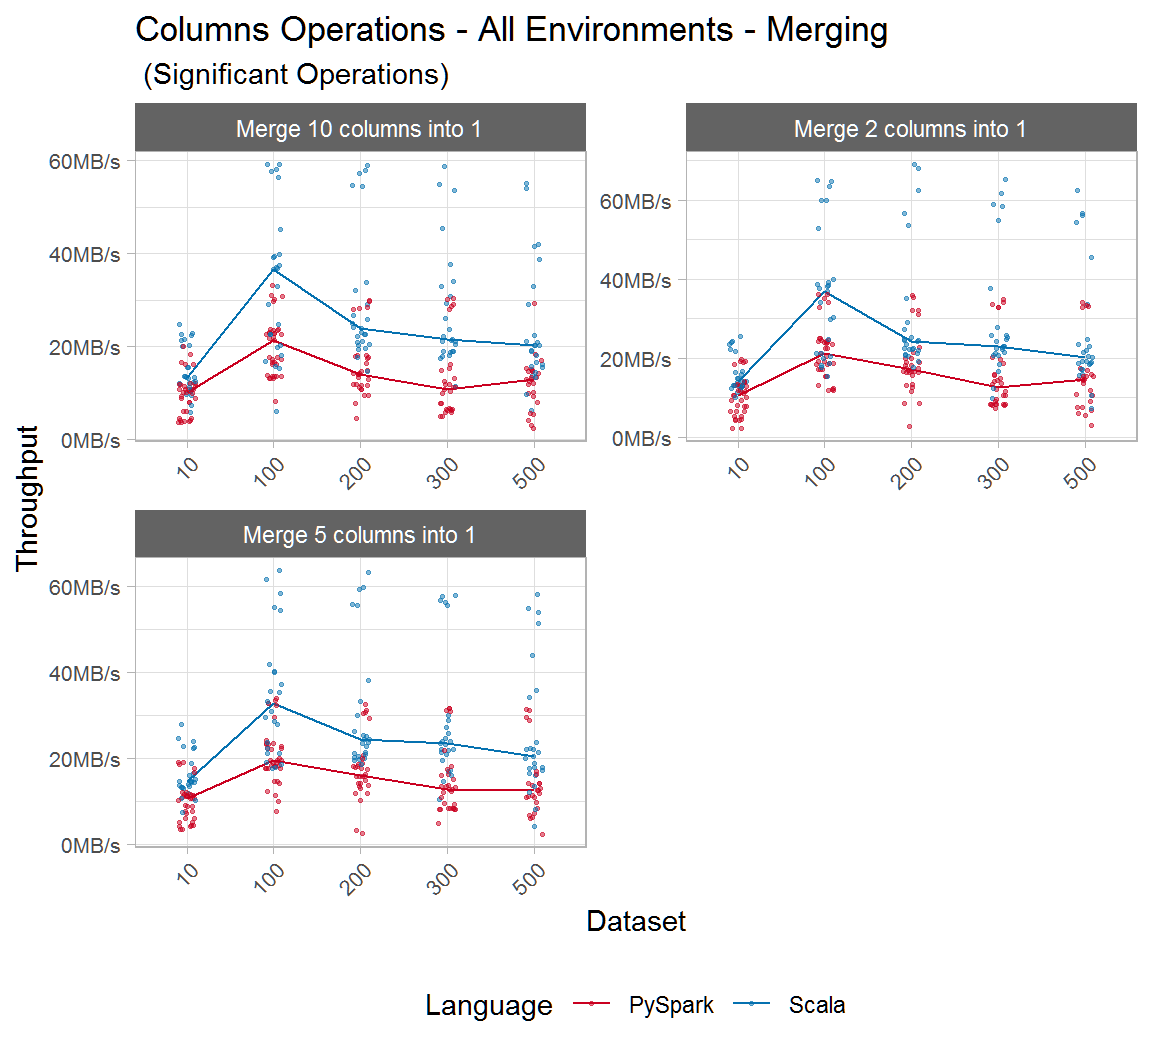 Columns Operations - All Environments - Merging
(Significant Operations)
Merge 10 columns into 1
Merge 2 columns into 1
60MB/s
40MB/s
20MB/s
0MB/s
60MB/s
40MB/s
20MB/s
0MB/s
10
100
200
300
500
10
100
200
300
500
Throughput
Merge 5 columns into 1
60MB/s
40MB/s
20MB/s
0MB/s
10
100
200
300
500
Dataset
Language PySpark Scala